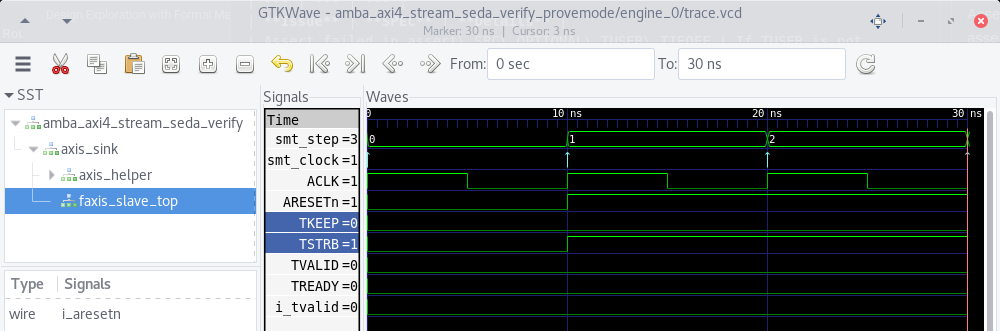 GTKWave - amba_axi4_stream_seda_verify_provemode/engine_0/trace.vcd
Marker: 30 ns | Cursor: 3 ns
From: 0 sec To: 30 ns
SST
amba_axi4_stream_seda_verify
axis_sink
axis_helper
faxis_slave_top
Type Signals
wire i_aresetn
Signals
Time
smt_step=3
smt_clock=1
ACLK=1
ARESETn=1
TKEEP=0
TSTRB=1
TVALID=0
TREADY=0
i_tvalid=0
Waves
0 10 ns 20 ns 30 ns
0 1 2